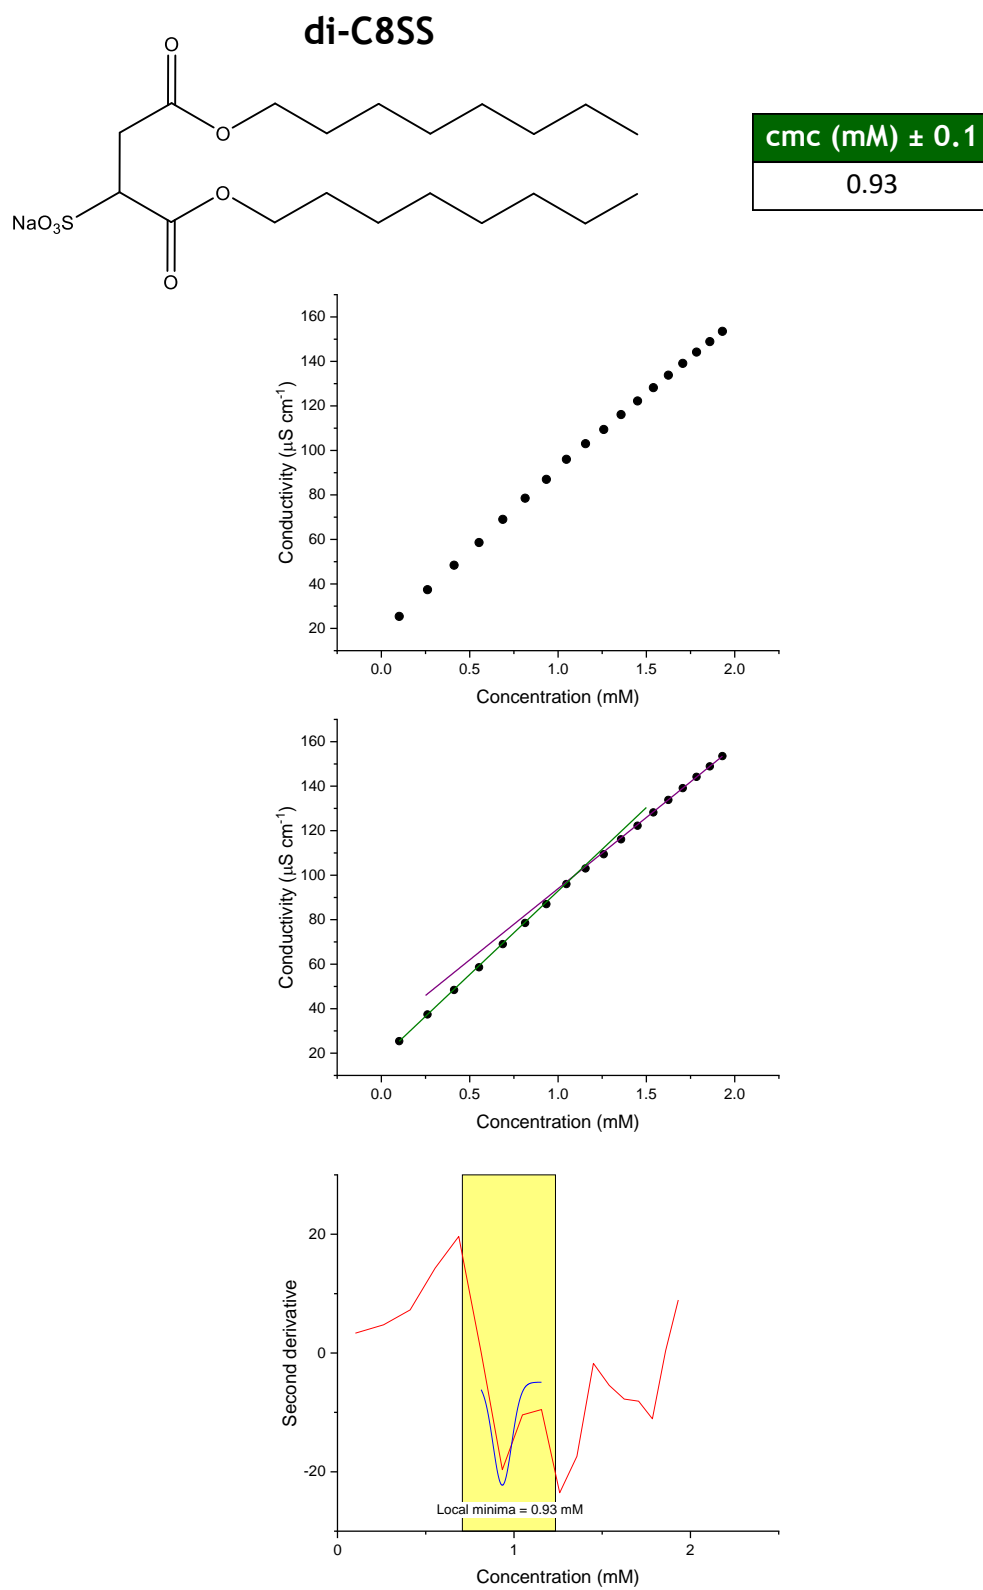 di-C8SS
O
O
O
NaO₃S
O
cmc (mM) ± 0.1
0.93
160
140
120
100
80
60
40
20
Conductivity (μS cm⁻¹)
0.0 0.5 1.0 1.5 2.0
Concentration (mM)
160
140
120
100
80
60
40
20
Conductivity (μS cm⁻¹)
0.0 0.5 1.0 1.5 2.0
Concentration (mM)
20
0
-20
Second derivative
Local minima = 0.93 mM
0 1 2
Concentration (mM)